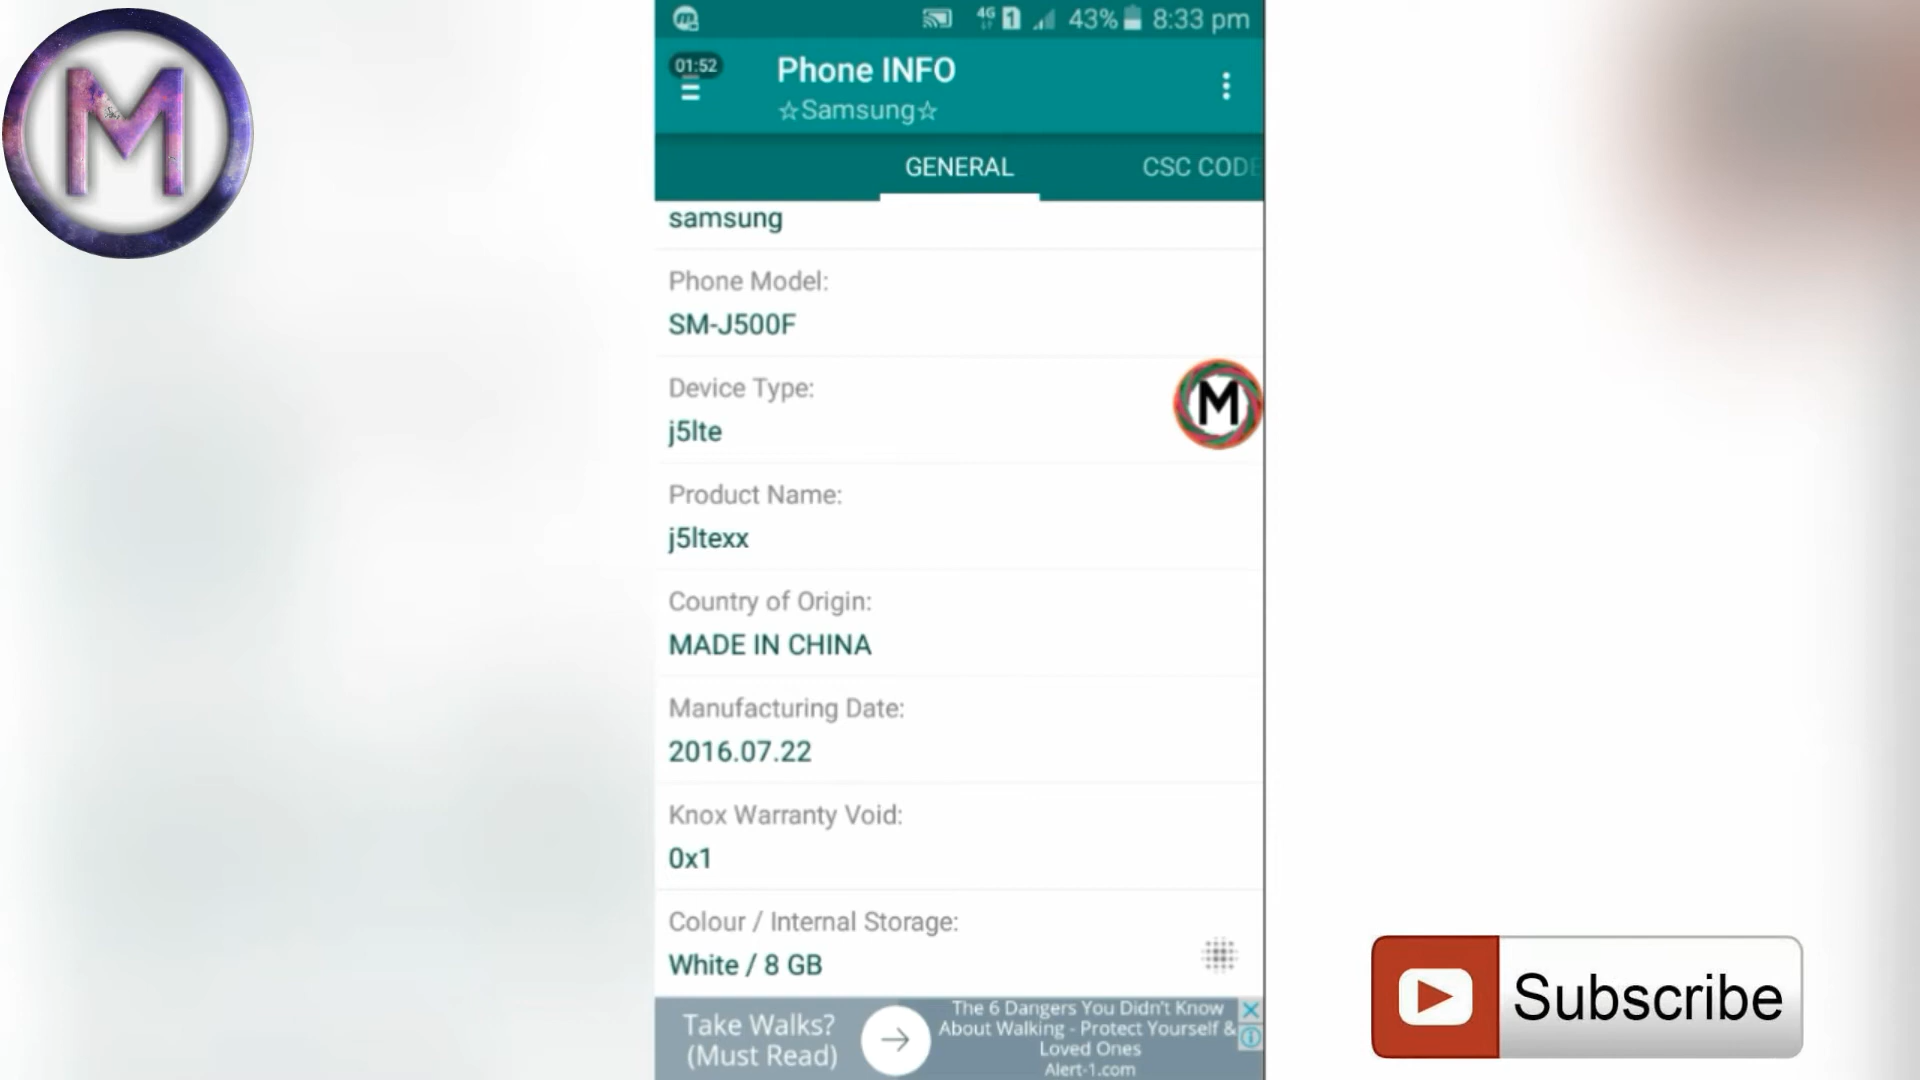 M
4G 1 43% 8:33 pm
01:52
Phone INFO
☆Samsung☆
GENERAL CSC CODE
samsung
Phone Model:
SM-J500F
Device Type:
j5lte
M
Product Name:
j5ltexx
Country of Origin:
MADE IN CHINA
Manufacturing Date:
2016.07.22
Knox Warranty Void:
0x1
Colour / Internal Storage:
White / 8 GB
Take Walks?
(Must Read)
The 6 Dangers You Didn't Know
About Walking - Protect Yourself &
Loved Ones
Alert-1.com
Subscribe